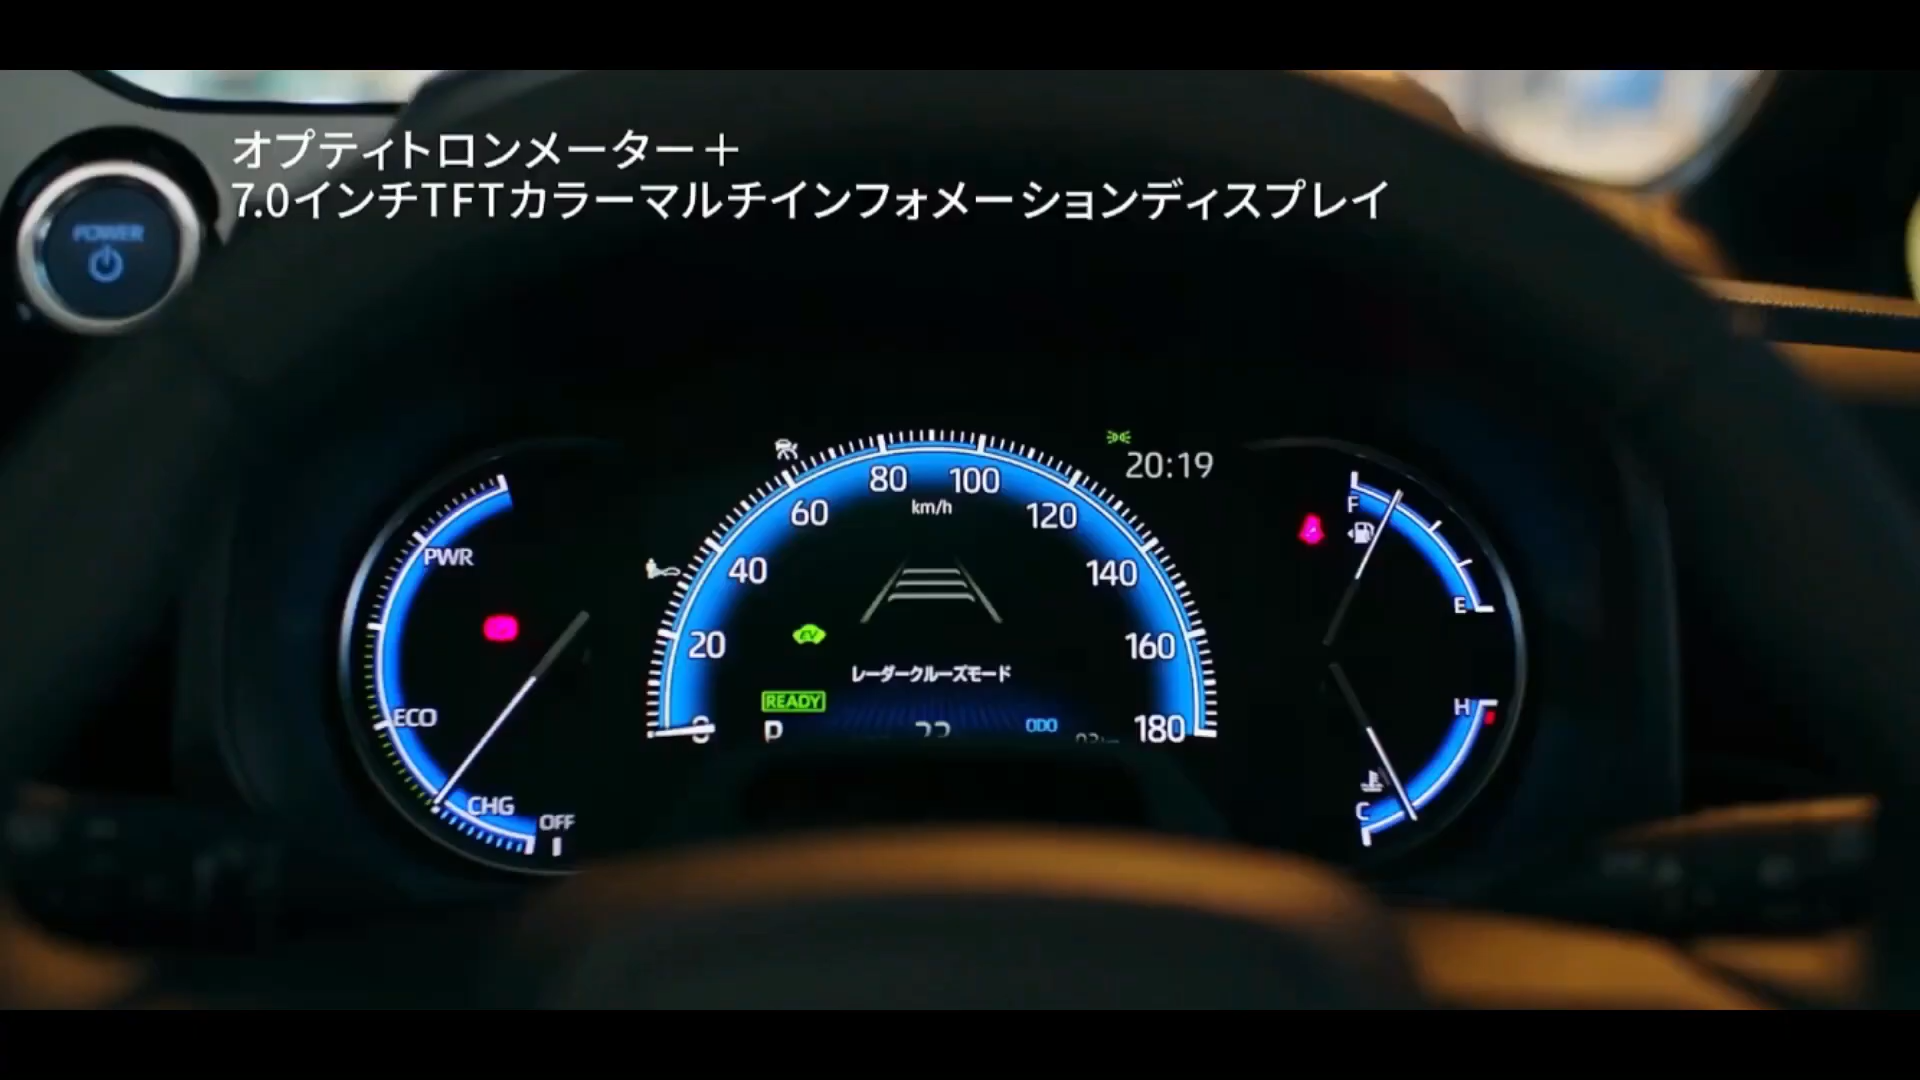 オプティトロンメーター＋
7.0インチTFTカラーマルチインフォメーションディスプレイ
POWER
20:19
80 100
km/h
60 120
40 140
20 160
180
PWR
ECO
CHG
OFF
EV
レーダークルーズモード
READY
P
ODO
F
E
H
C